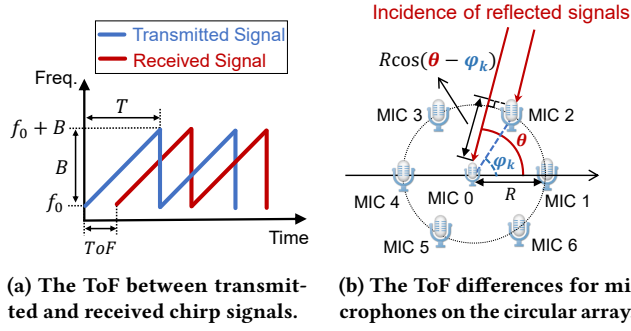 Transmitted Signal
Received Signal
Freq.
T
f₀ + B
B
f₀
ToF
Time
(a) The ToF between transmit-
ted and received chirp signals.
Incidence of reflected signals
Rcos(θ − φₖ)
MIC 3
MIC 2
θ
φₖ
MIC 4
MIC 0
R
MIC 1
MIC 5
MIC 6
(b) The ToF differences for mi
crophones on the circular array